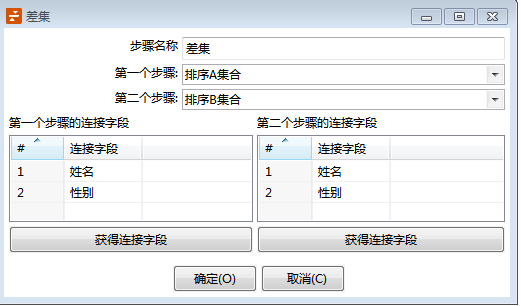 差集
步骤名称 差集
第一个步骤: 排序A集合
第二个步骤: 排序B集合
第一个步骤的连接字段 第二个步骤的连接字段
# 连接字段 # 连接字段
1 姓名 1 姓名
2 性别 2 性别
获得连接字段 获得连接字段
确定(O) 取消(C)